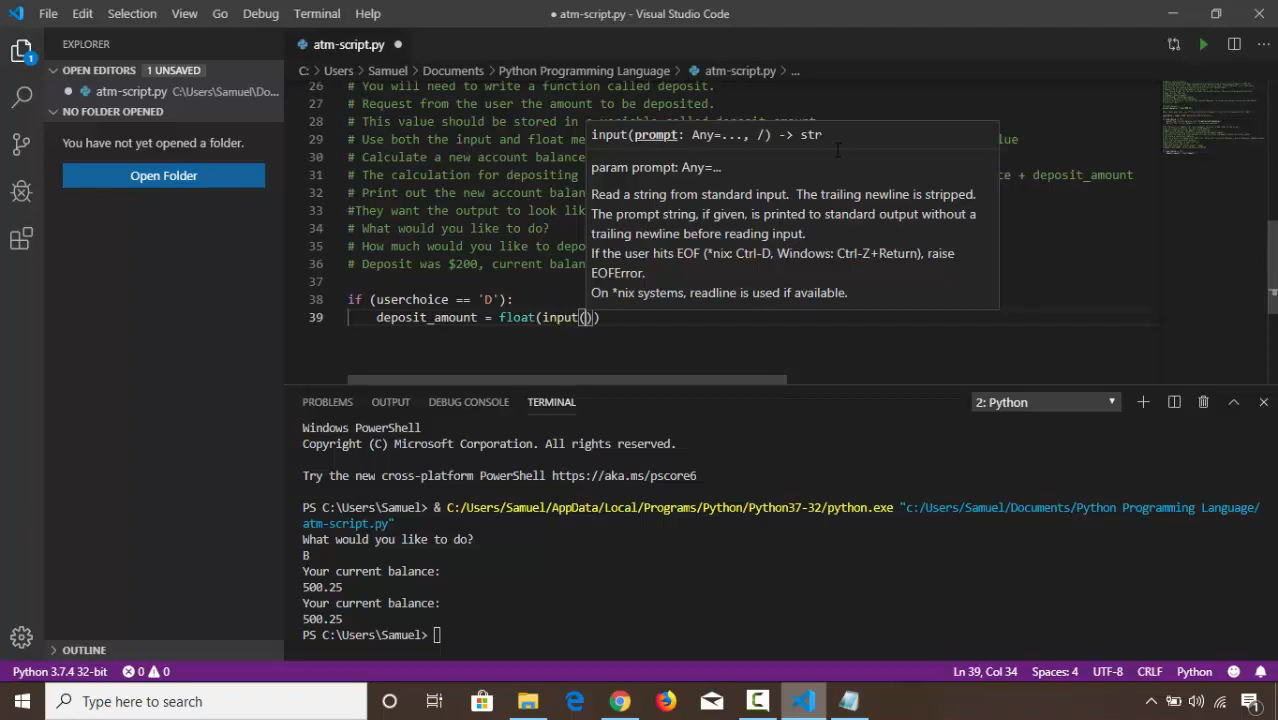 File Edit Selection View Go Debug Terminal Help
● atm-script.py - Visual Studio Code
EXPLORER
OPEN EDITORS 1 UNSAVED
● atm-script.py C:\Users\Samuel\Do...
NO FOLDER OPENED
You have not yet opened a folder.
Open Folder
OUTLINE
atm-script.py ●
C: > Users > Samuel > Documents > Python Programming Language > atm-script.py > ...
26 # You will need to write a function called deposit.
27 # Request from the user the amount to be deposited.
28 # This value should be stored in a variable called deposit_amount
29 # Use both the input and float me
30 # Calculate a new account balance
31 # The calculation for depositing + deposit_amount
32 # Print out the new account balan
33 #They want the output to look lik
34 # What would you like to do?
35 # How much would you like to depo
36 # Deposit was $200, current balan
37
38 if (userchoice == 'D'):
39 deposit_amount = float(input())
input(prompt: Any=..., /) -> str
param prompt: Any=...
Read a string from standard input. The trailing newline is stripped.
The prompt string, if given, is printed to standard output without a
trailing newline before reading input.
If the user hits EOF (*nix: Ctrl-D, Windows: Ctrl-Z+Return), raise
EOFError.
On *nix systems, readline is used if available.
PROBLEMS OUTPUT DEBUG CONSOLE TERMINAL
2: Python
Windows PowerShell
Copyright (C) Microsoft Corporation. All rights reserved.
Try the new cross-platform PowerShell https://aka.ms/pscore6
PS C:\Users\Samuel> & C:/Users/Samuel/AppData/Local/Programs/Python/Python37-32/python.exe "c:/Users/Samuel/Documents/Python Programming Language/
atm-script.py"
What would you like to do?
B
Your current balance:
500.25
Your current balance:
500.25
PS C:\Users\Samuel>
Python 3.7.4 32-bit 0 0
Ln 39, Col 34 Spaces: 4 UTF-8 CRLF Python
Type here to search